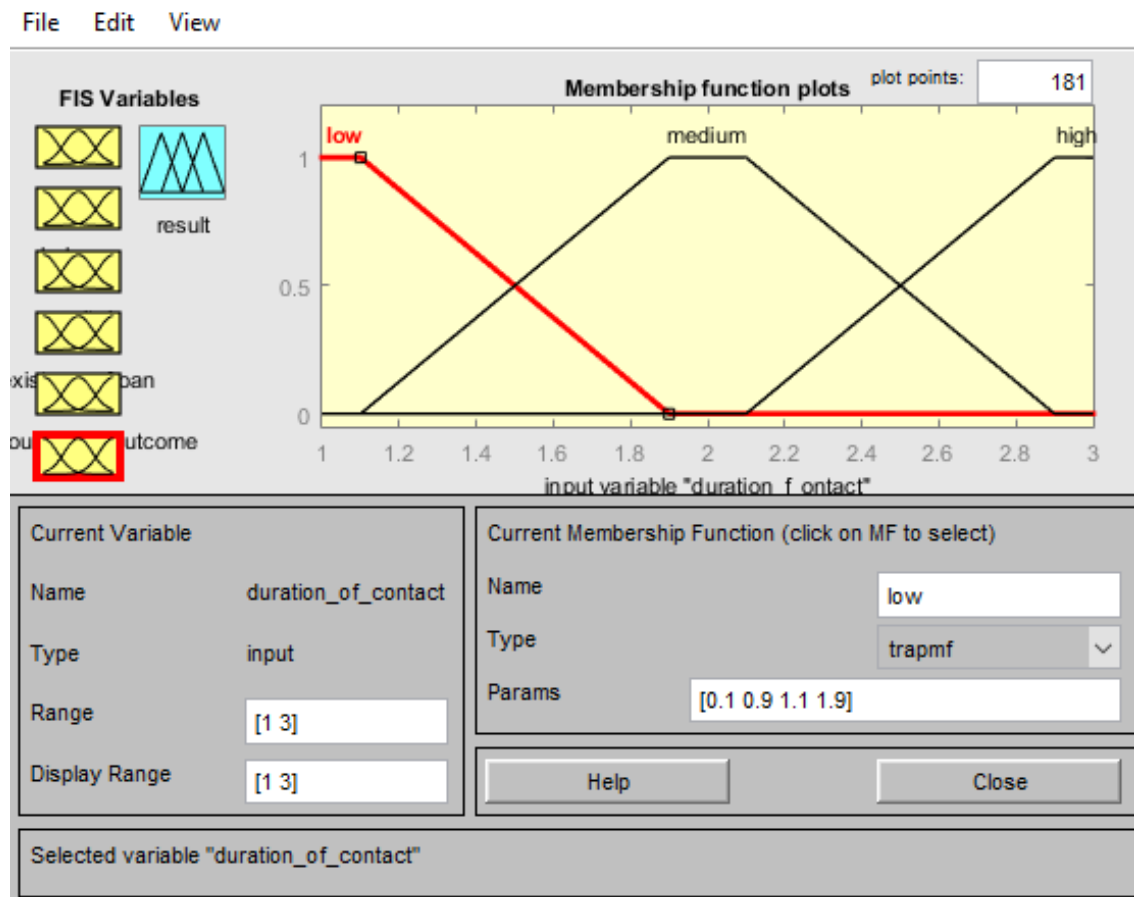 File Edit View
FIS Variables
result
utcome
Membership function plots
plot points: 181
low medium high
1
0.5
0
1 1.2 1.4 1.6 1.8 2 2.2 2.4 2.6 2.8 3
input variable "duration_f ontact"
Current Variable
Name duration_of_contact
Type input
Range [1 3]
Display Range [1 3]
Current Membership Function (click on MF to select)
Name low
Type trapmf
Params [0.1 0.9 1.1 1.9]
Help Close
Selected variable "duration_of_contact"